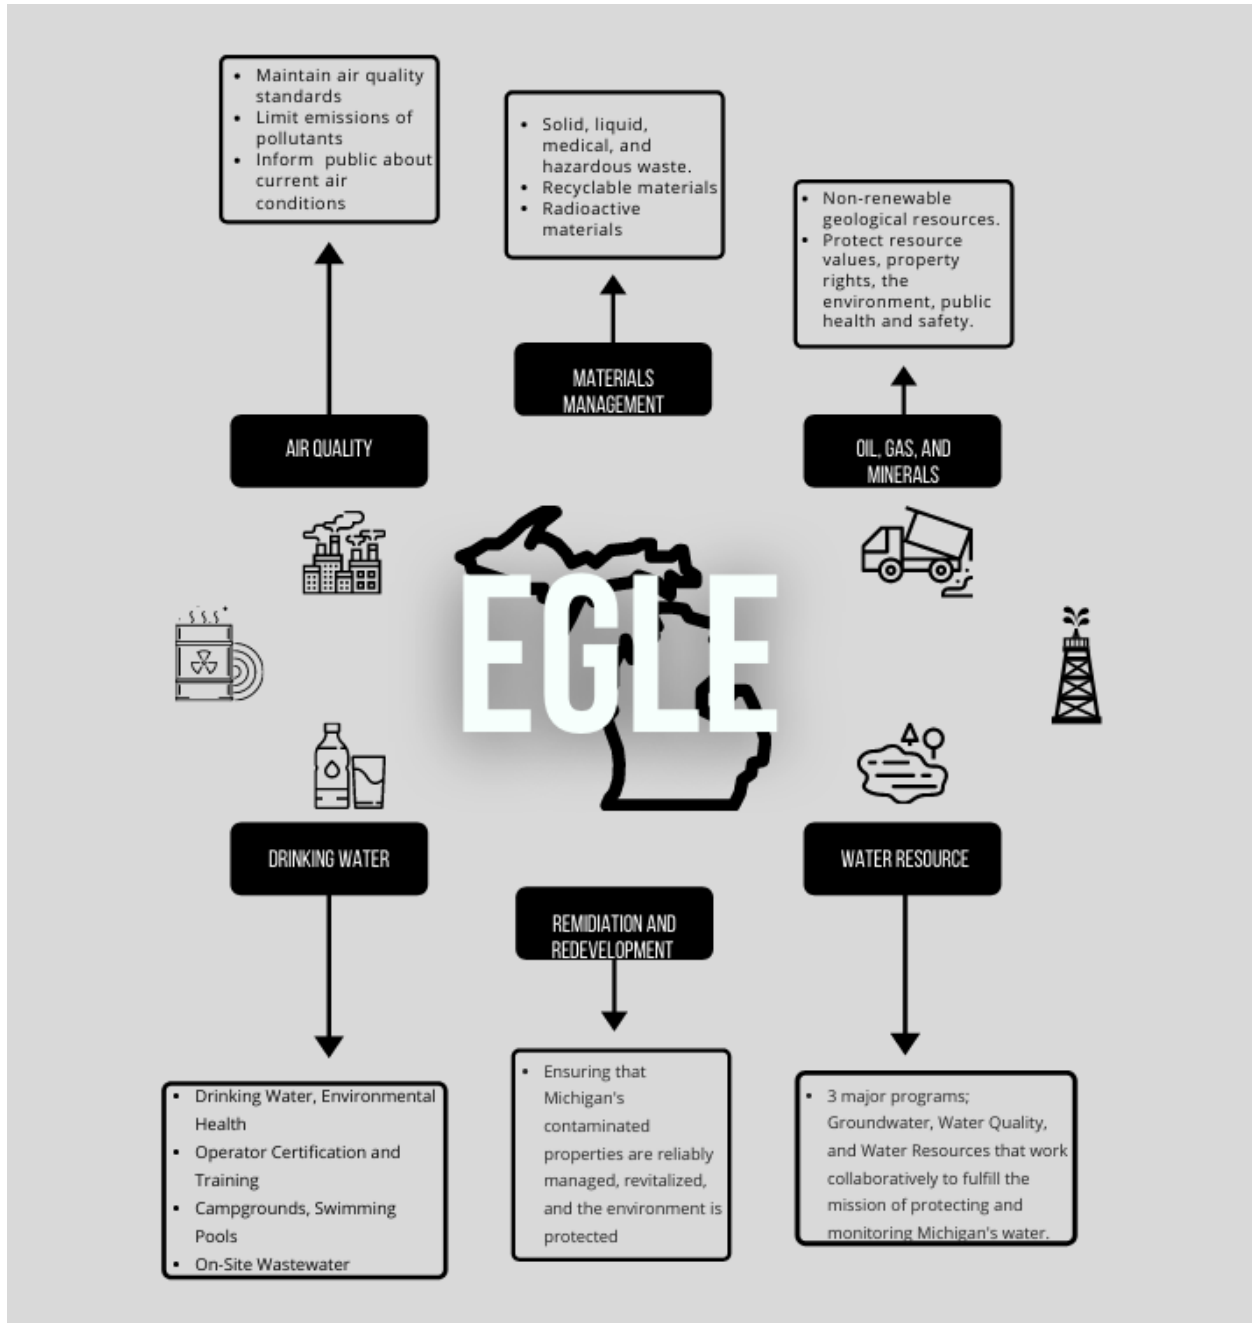 • Maintain air quality
standards
• Limit emissions of
pollutants
• Inform public about
current air
conditions
• Solid, liquid,
medical, and
hazardous waste.
• Recyclable materials
• Radioactive
materials
• Non-renewable
geological resources.
• Protect resource
values, property
rights, the
environment, public
health and safety.
MATERIALS
MANAGEMENT
AIR QUALITY
OIL, GAS, AND
MINERALS
EGLE
DRINKING WATER
WATER RESOURCE
REMIDIATION AND
REDEVELOPMENT
• Drinking Water, Environmental
Health
• Operator Certification and
Training
• Campgrounds, Swimming
Pools
• On-Site Wastewater
• Ensuring that
Michigan's
contaminated
properties are reliably
managed, revitalized,
and the environment is
protected
• 3 major programs;
Groundwater, Water Quality,
and Water Resources that work
collaboratively to fulfill the
mission of protecting and
monitoring Michigan's water.